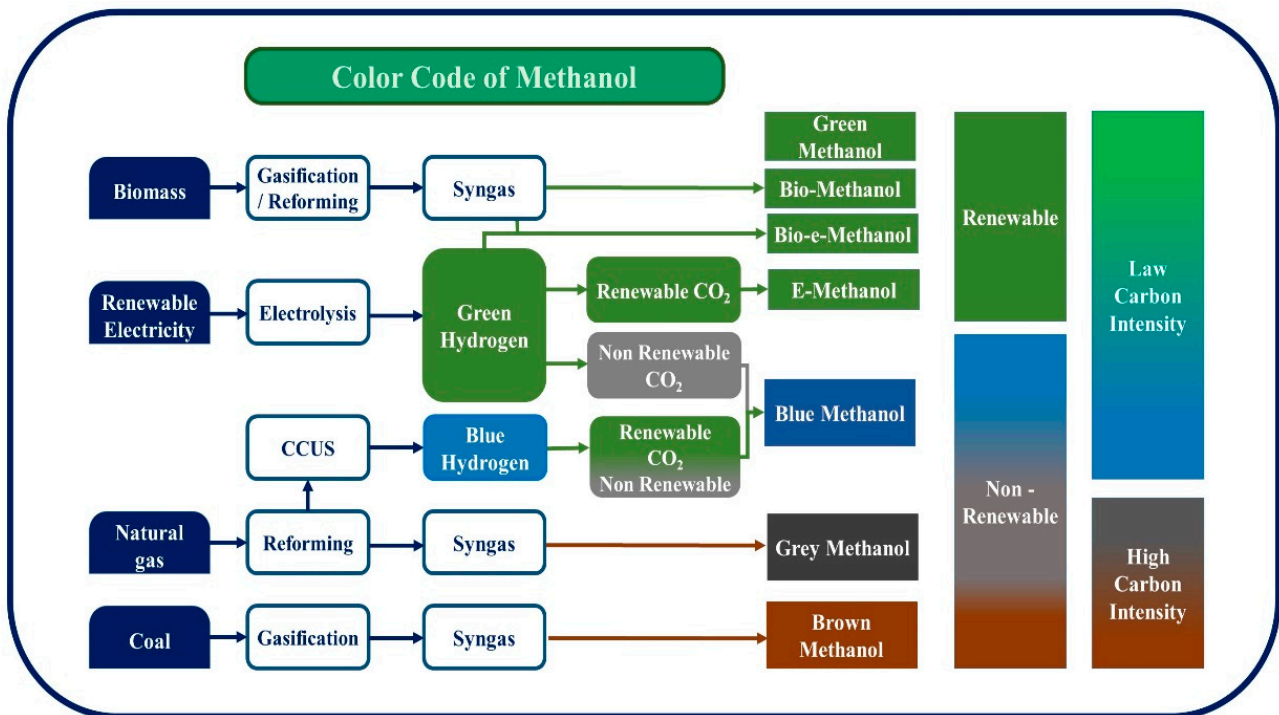 Color Code of Methanol
Green
Methanol
Biomass
Gasification
/ Reforming
Syngas
Bio-Methanol
Renewable
Bio-e-Methanol
Law
Carbon
Intensity
Renewable
Electricity
Electrolysis
Green
Hydrogen
Renewable CO₂
E-Methanol
Non Renewable
CO₂
Blue Methanol
CCUS
Blue
Hydrogen
Renewable
CO₂
Non Renewable
Non -
Renewable
Natural
gas
Reforming
Syngas
Grey Methanol
High
Carbon
Intensity
Coal
Gasification
Syngas
Brown
Methanol